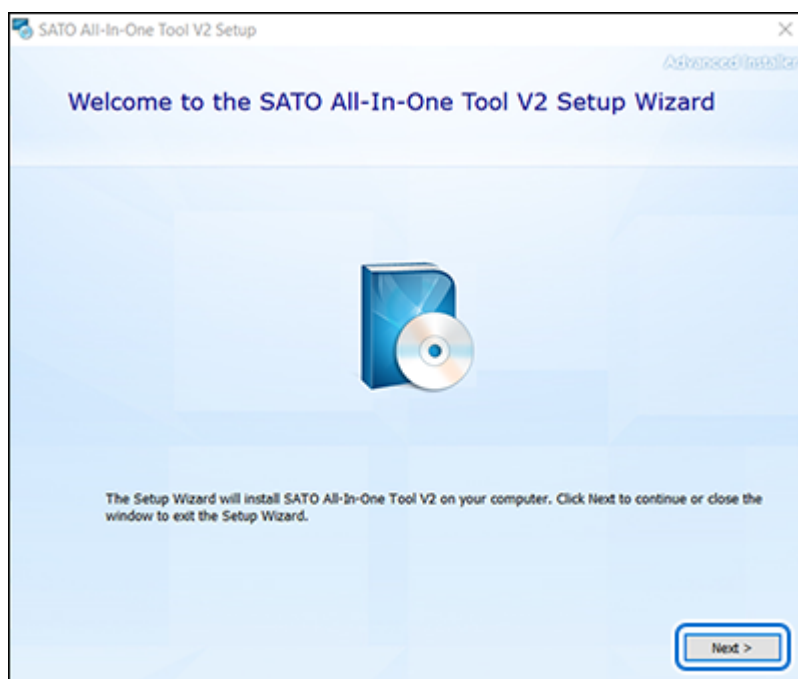 SATO All-In-One Tool V2 Setup
Advanced Installer
Welcome to the SATO All-In-One Tool V2 Setup Wizard
The Setup Wizard will install SATO All-In-One Tool V2 on your computer. Click Next to continue or close the
window to exit the Setup Wizard.
Next >